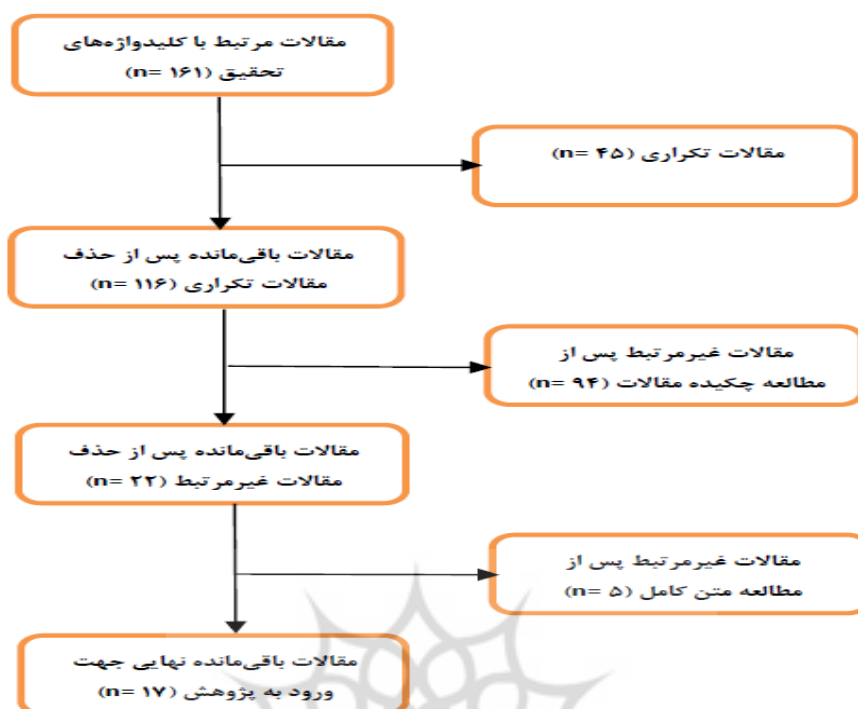 مقالات مرتبط با کلیدواژه‌های
تحقیق (n= ۱۶۱)
مقالات تکراری (n= ۴۵)
مقالات باقی‌مانده پس از حذف
مقالات تکراری (n= ۱۱۶)
مقالات غیرمرتبط پس از
مطالعه چکیده مقالات (n= ۹۴)
مقالات باقی‌مانده پس از حذف
مقالات غیرمرتبط (n= ۲۲)
مقالات غیرمرتبط پس از
مطالعه متن کامل (n= ۵)
مقالات باقی‌مانده نهایی جهت
ورود به پژوهش (n= ۱۷)